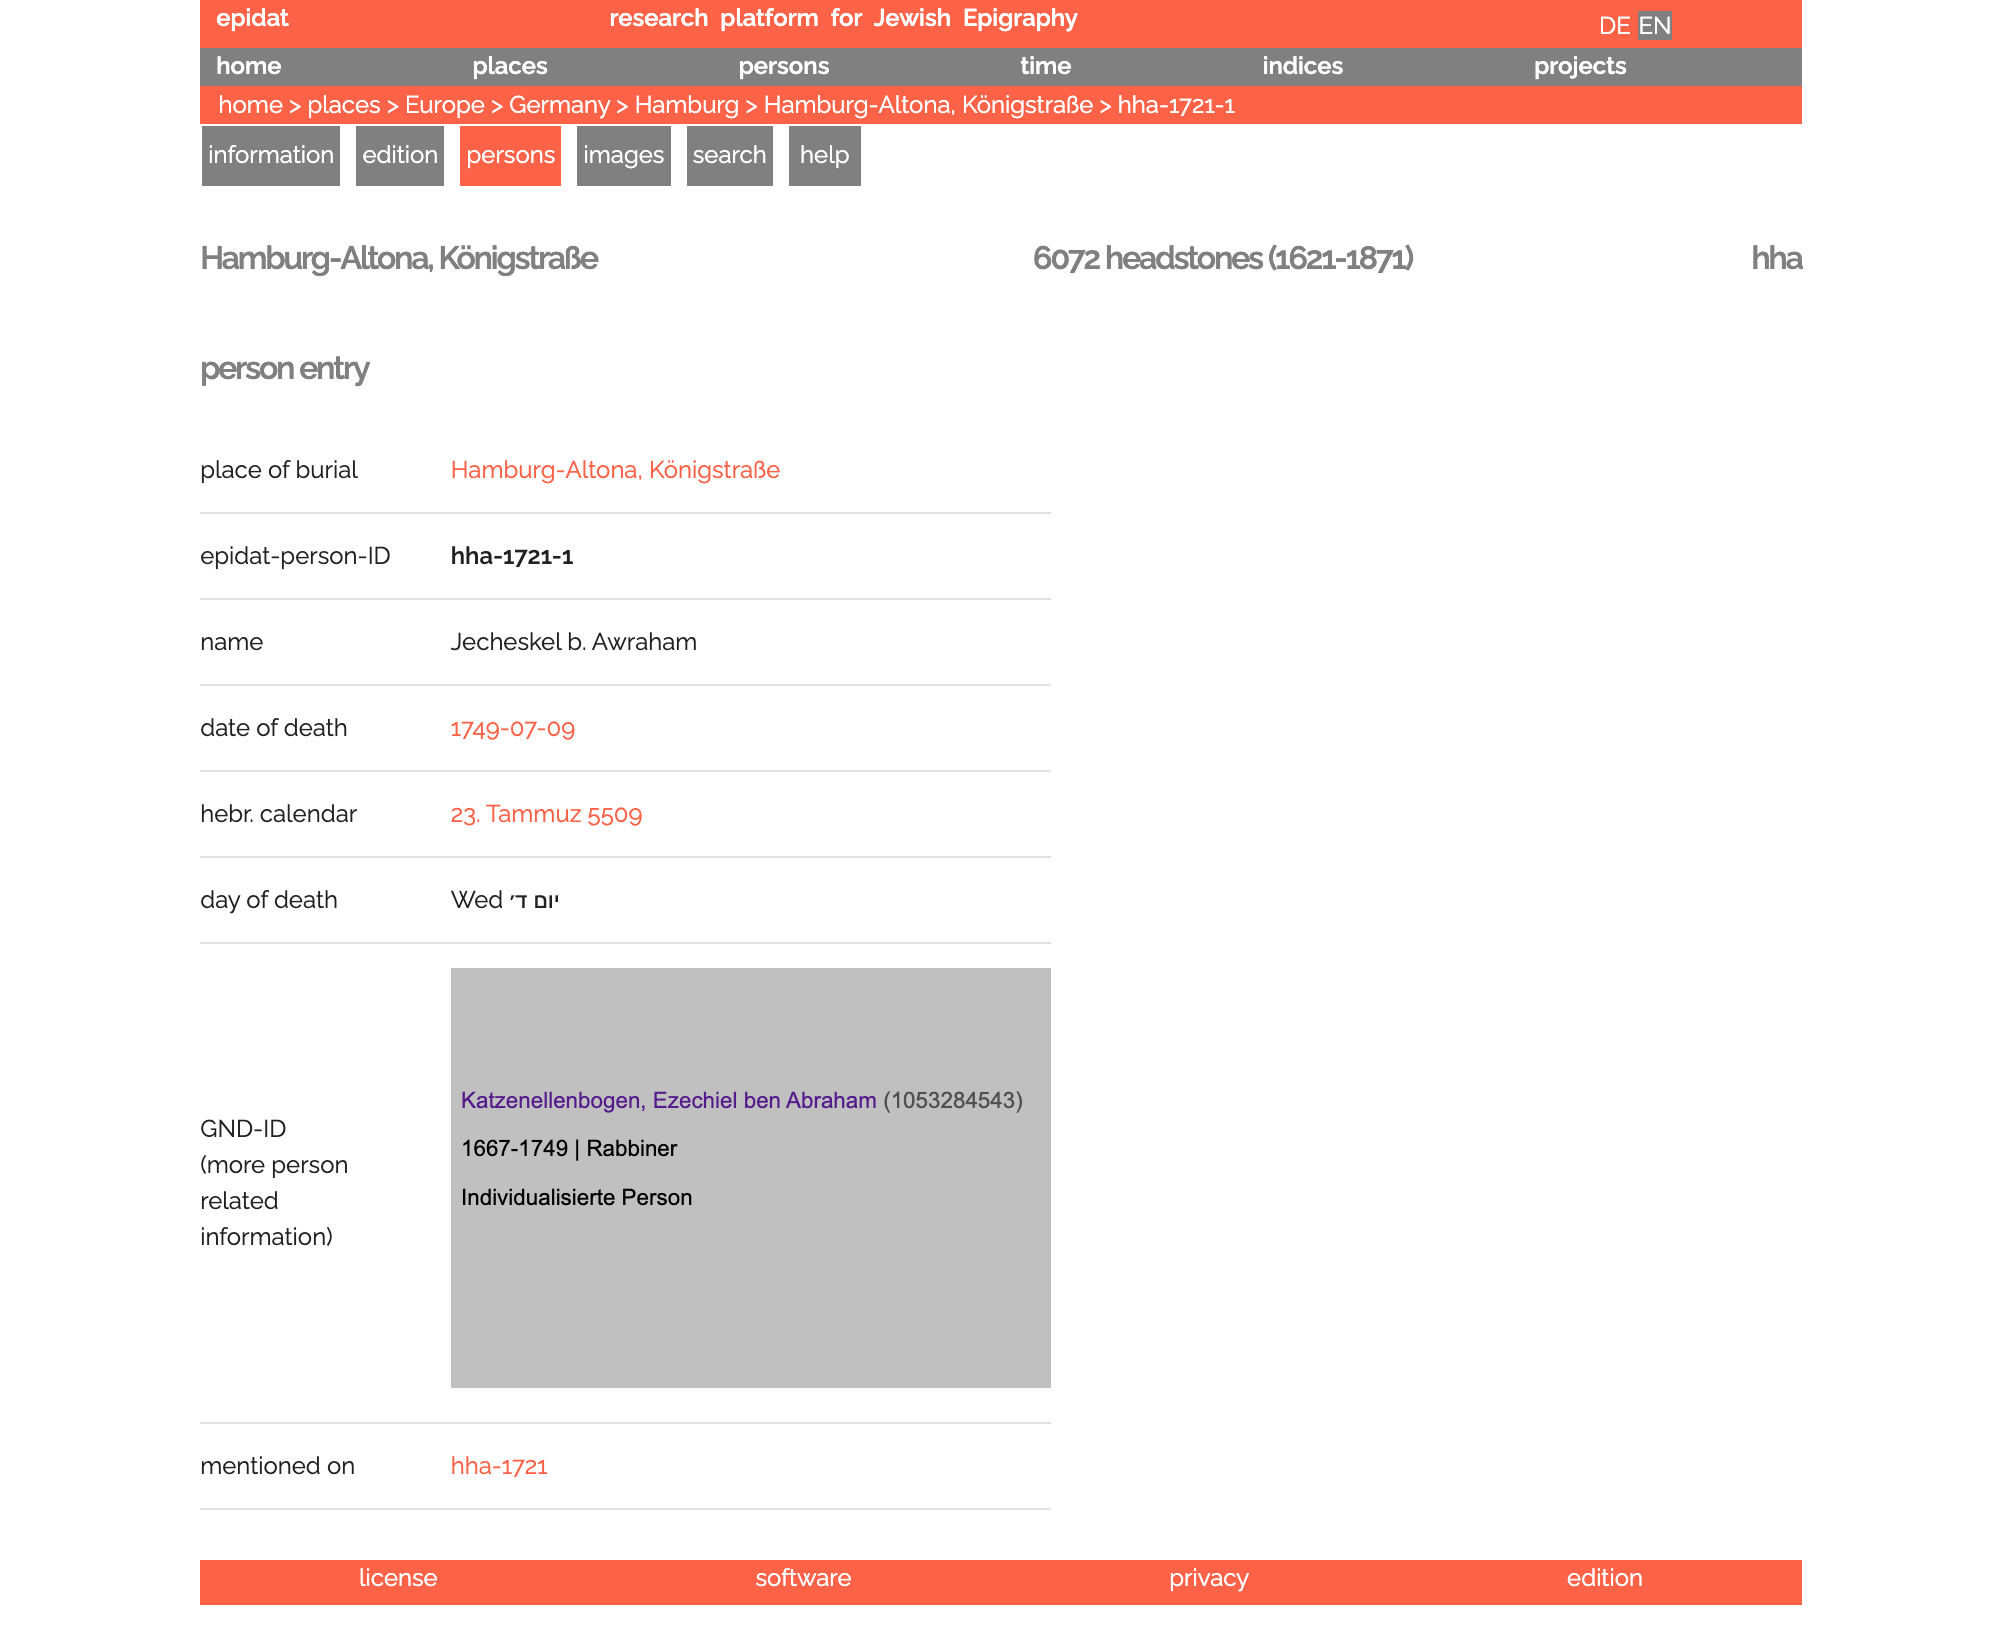 epidat research platform for Jewish Epigraphy DE EN
home places persons time indices projects
home > places > Europe > Germany > Hamburg > Hamburg-Altona, Königstraße > hha-1721-1
information edition persons images search help
Hamburg-Altona, Königstraße 6072 headstones (1621-1871) hha
person entry
place of burial Hamburg-Altona, Königstraße
epidat-person-ID hha-1721-1
name Jecheskel b. Awraham
date of death 1749-07-09
hebr. calendar 23. Tammuz 5509
day of death Wed יום ד׳
GND-ID
(more person
related
information)
Katzenellenbogen, Ezechiel ben Abraham (1053284543)
1667-1749 | Rabbiner
Individualisierte Person
mentioned on hha-1721
license software privacy edition